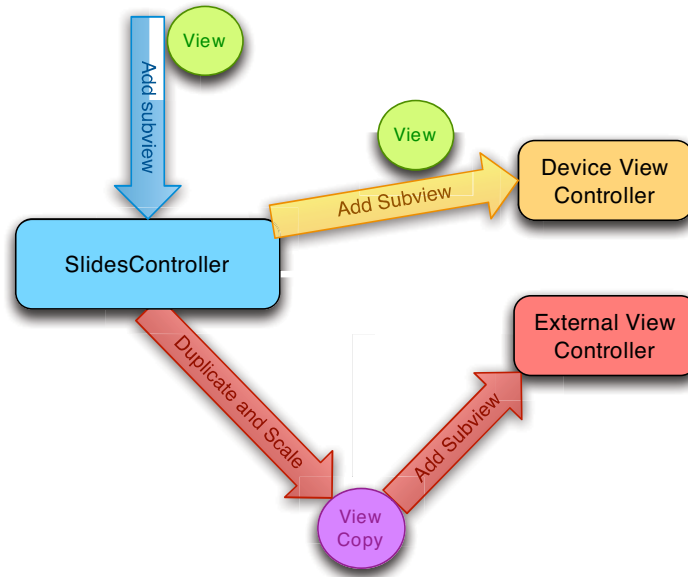 View
Add subview
View
Add Subview
Device View
Controller
SlidesController
External View
Controller
Duplicate and Scale
Add Subview
View
Copy